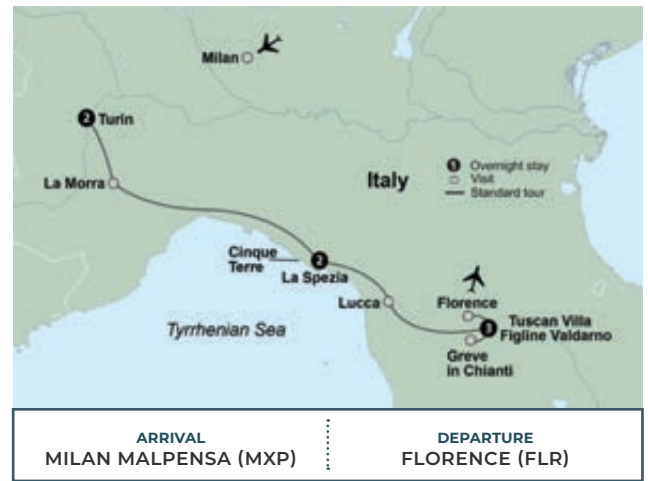 Milan
2 Turin
La Morra
Italy
1 Overnight stay
Visit
Standard tour
Cinque
Terre
2
La Spezia
Lucca
Florence
Tyrrhenian Sea
3
Tuscan Villa
Figline Valdarno
Greve
in Chianti
ARRIVAL
MILAN MALPENSA (MXP)
DEPARTURE
FLORENCE (FLR)